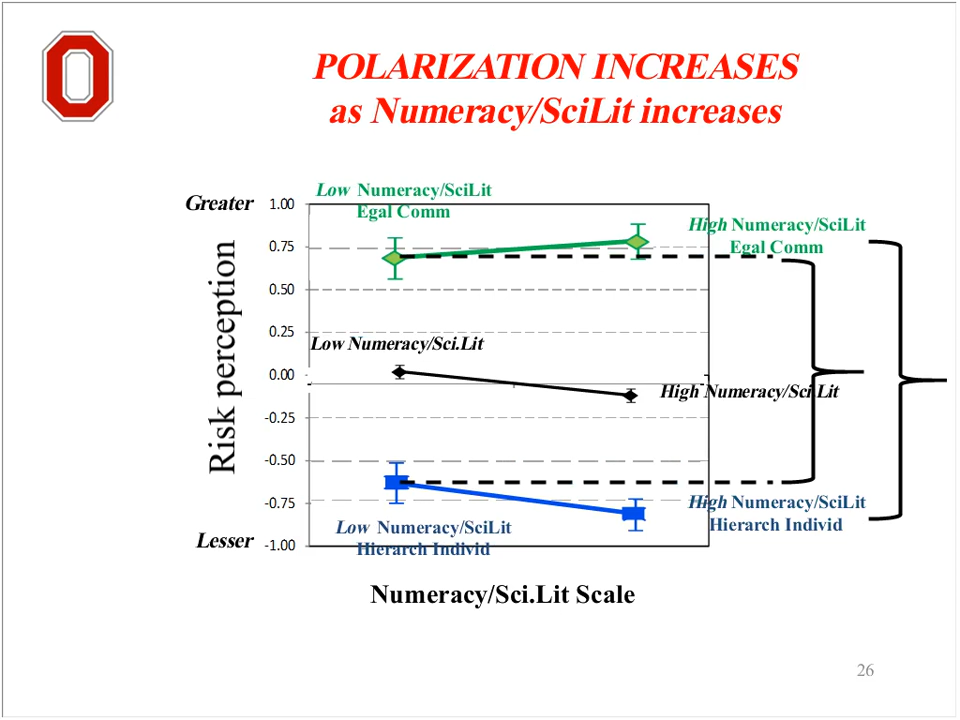 POLARIZATION INCREASES
as Numeracy/SciLit increases
Low Numeracy/SciLit
Egal Comm
Greater
1.00
High Numeracy/SciLit
Egal Comm
0.75
0.50
0.25
Low Numeracy/Sci.Lit
0.00
High Numeracy/Sci.Lit
-0.25
-0.50
-0.75
High Numeracy/SciLit
Hierarch Individ
Low Numeracy/SciLit
Hierarch Individ
Lesser
-1.00
Risk perception
Numeracy/Sci.Lit Scale
26